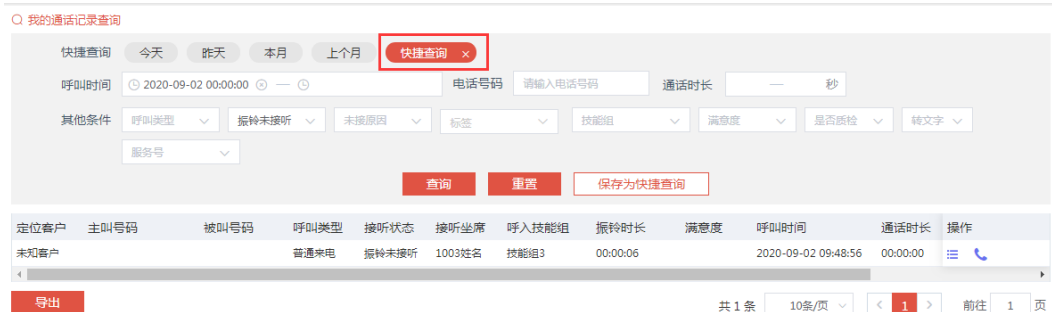 我的通话记录查询
快捷查询 今天 昨天 本月 上个月 快捷查询 ×
呼叫时间 2020-09-02 00:00:00 — 电话号码 请输入电话号码 通话时长 — 秒
其他条件 呼叫类型 振铃未接听 未接原因 标签 技能组 满意度 是否质检 转文字
服务号
查询 重置 保存为快捷查询
定位客户 主叫号码 被叫号码 呼叫类型 接听状态 接听坐席 呼入技能组 振铃时长 满意度 呼叫时间 通话时长 操作
未知客户 普通来电 振铃未接听 1003姓名 技能组3 00:00:06 2020-09-02 09:48:56 00:00:00
导出 共 1 条 10条/页 < 1 > 前往 1 页